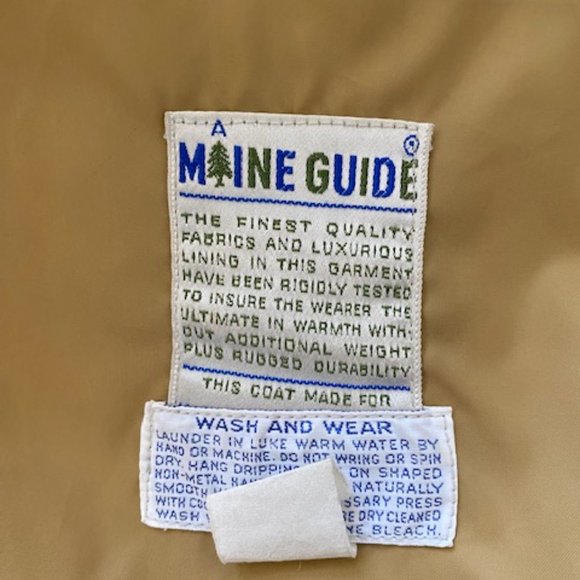 A
MAINE GUIDE ®
THE FINEST QUALITY
FABRICS AND LUXURIOUS
LINING IN THIS GARMENT
HAVE BEEN RIGIDLY TESTED
TO INSURE THE WEARER THE
ULTIMATE IN WARMTH WITH-
OUT ADDITIONAL WEIGHT
PLUS RUGGED DURABILITY
THIS COAT MADE FOR
WASH AND WEAR
LAUNDER IN LUKE WARM WATER BY
HAND OR MACHINE. DO NOT WRING OR SPIN
DRY. HANG DRIPPING ON SHAPED
NON-METAL NATURALLY
SMOOTH PRESS
WITH
WASH BE DRY CLEANED
BLEACH.